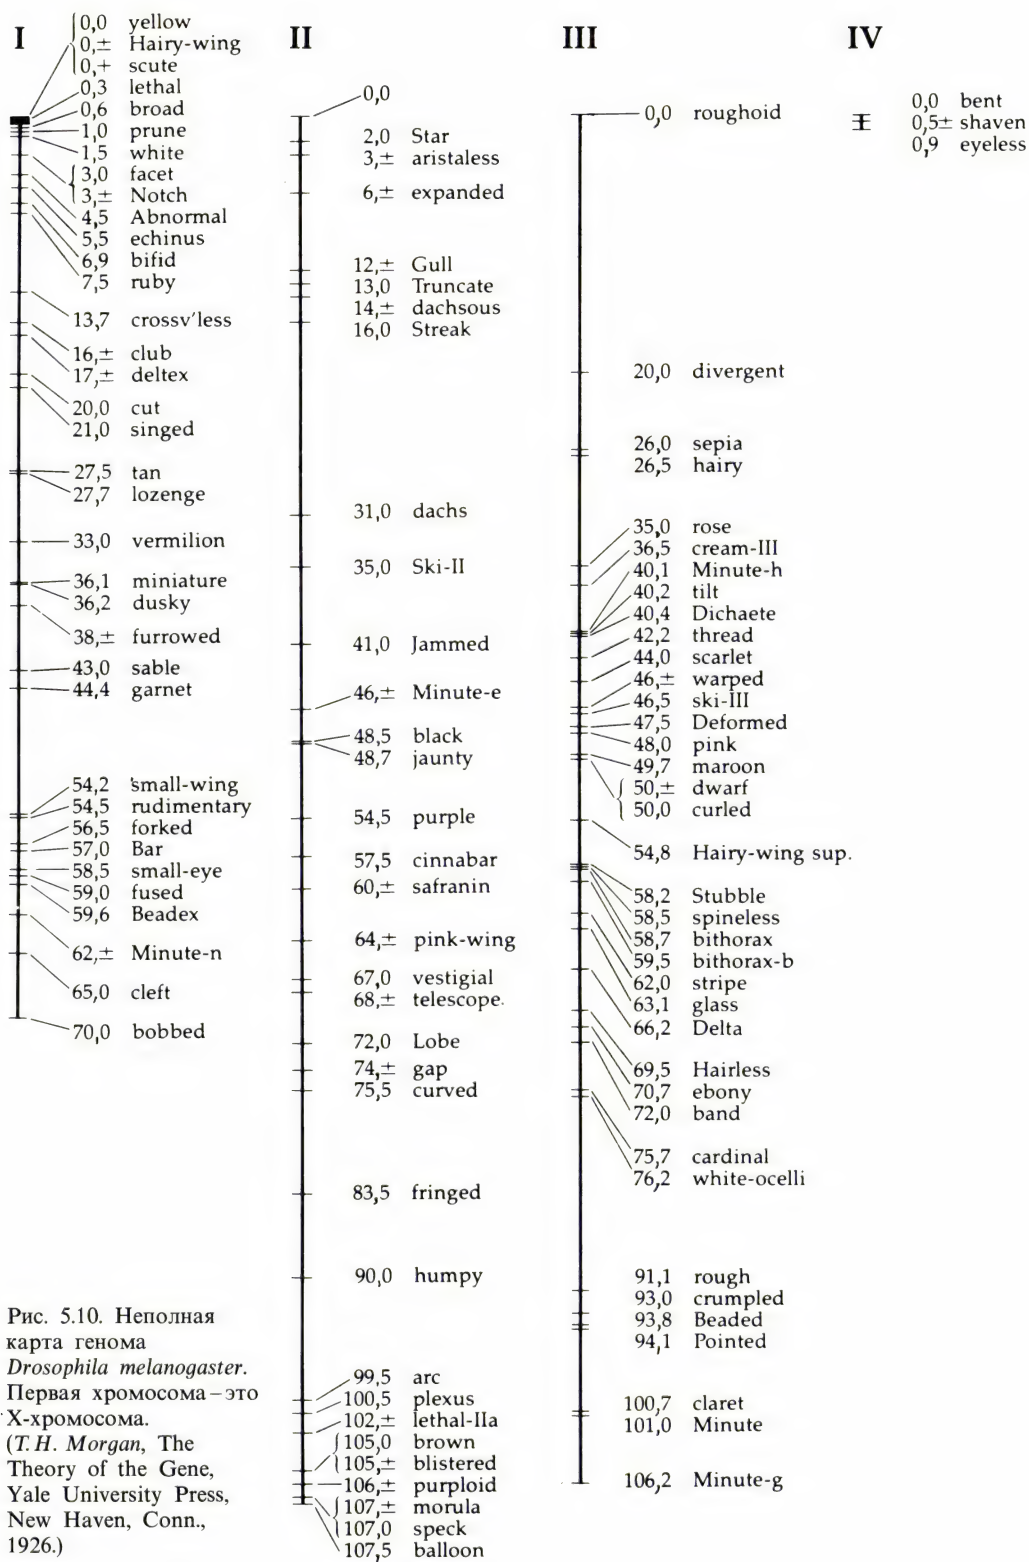 I
0,0 yellow
0,± Hairy-wing
0,+ scute
0,3 lethal
0,6 broad
1,0 prune
1,5 white
3,0 facet
3,± Notch
4,5 Abnormal
5,5 echinus
6,9 bifid
7,5 ruby
13,7 crossv'less
16,± club
17,± deltex
20,0 cut
21,0 singed
27,5 tan
27,7 lozenge
33,0 vermilion
36,1 miniature
36,2 dusky
38,± furrowed
43,0 sable
44,4 garnet
54,2 small-wing
54,5 rudimentary
56,5 forked
57,0 Bar
58,5 small-eye
59,0 fused
59,6 Beadex
62,± Minute-n
65,0 cleft
70,0 bobbed
II
0,0
2,0 Star
3,± aristaless
6,± expanded
12,± Gull
13,0 Truncate
14,± dachsous
16,0 Streak
31,0 dachs
35,0 Ski-II
41,0 Jammed
46,± Minute-e
48,5 black
48,7 jaunty
54,5 purple
57,5 cinnabar
60,± safranin
64,± pink-wing
67,0 vestigial
68,± telescope
72,0 Lobe
74,± gap
75,5 curved
83,5 fringed
90,0 humpy
99,5 arc
100,5 plexus
102,± lethal-IIa
105,0 brown
105,± blistered
106,± purploid
107,± morula
107,0 speck
107,5 balloon
III
0,0 roughoid
20,0 divergent
26,0 sepia
26,5 hairy
35,0 rose
36,5 cream-III
40,1 Minute-h
40,2 tilt
40,4 Dichaete
42,2 thread
44,0 scarlet
46,± warped
46,5 ski-III
47,5 Deformed
48,0 pink
49,7 maroon
50,± dwarf
50,0 curled
54,8 Hairy-wing sup.
58,2 Stubble
58,5 spineless
58,7 bithorax
59,5 bithorax-b
62,0 stripe
63,1 glass
66,2 Delta
69,5 Hairless
70,7 ebony
72,0 band
75,7 cardinal
76,2 white-ocelli
91,1 rough
93,0 crumpled
93,8 Beaded
94,1 Pointed
100,7 claret
101,0 Minute
106,2 Minute-g
IV
0,0 bent
0,5± shaven
0,9 eyeless
Рис. 5.10. Неполная
карта генома
Drosophila melanogaster.
Первая хромосома–это
X-хромосома.
(T. H. Morgan, The
Theory of the Gene,
Yale University Press,
New Haven, Conn.,
1926.)